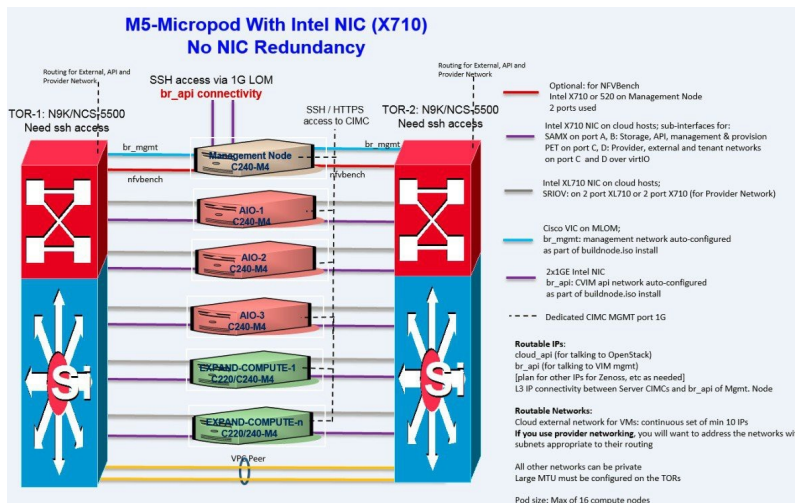 M5-Micropod With Intel NIC (X710)
No NIC Redundancy
Routing for External, API and
Provider Network
SSH access via 1G LOM
br_api connectivity
Routing for External, API and
Provider Network
TOR-1: N9K/NCS-5500
Need ssh access
SSH / HTTPS
access to CIMC
TOR-2: N9K/NCS-5500
Need ssh access
br_mgmt
br_mgmt
Management Node
C240-M4
nfvbench
nfvbench
AIO-1
C240-M4
AIO-2
C240-M4
AIO-3
C240-M4
EXPAND-COMPUTE-1
C220/C240-M4
EXPAND-COMPUTE-n
C220/240-M4
Si
Si
VPC Peer
Optional: for NFVBench
Intel X710 or 520 on Management Node
2 ports used
Intel X710 NIC on cloud hosts; sub-interfaces for:
SAMX on port A, B: Storage, API, management & provision
PET on port C, D: Provider, external and tenant networks
on port C and D over virtIO
Intel XL710 NIC on cloud hosts;
SRIOV: on 2 port XL710 or 2 port X710 (for Provider Network)
Cisco VIC on MLOM;
br_mgmt: management network auto-configured
as part of buildnode.iso install
2x1GE Intel NIC
br_api: CVIM api network auto-configured
as part of buildnode.iso install
Dedicated CIMC MGMT port 1G
Routable IPs:
cloud_api (for talking to OpenStack)
br_api (for talking to VIM mgmt)
[plan for other IPs for Zenoss, etc as needed]
L3 IP connectivity between Server CIMCs and br_api of Mgmt. Node
Routable Networks:
Cloud external network for VMs: continuous set of min 10 IPs
If you use provider networking, you will want to address the networks wi
subnets appropriate to their routing
All other networks can be private
Large MTU must be configured on the TORs
Pod size: Max of 16 compute nodes